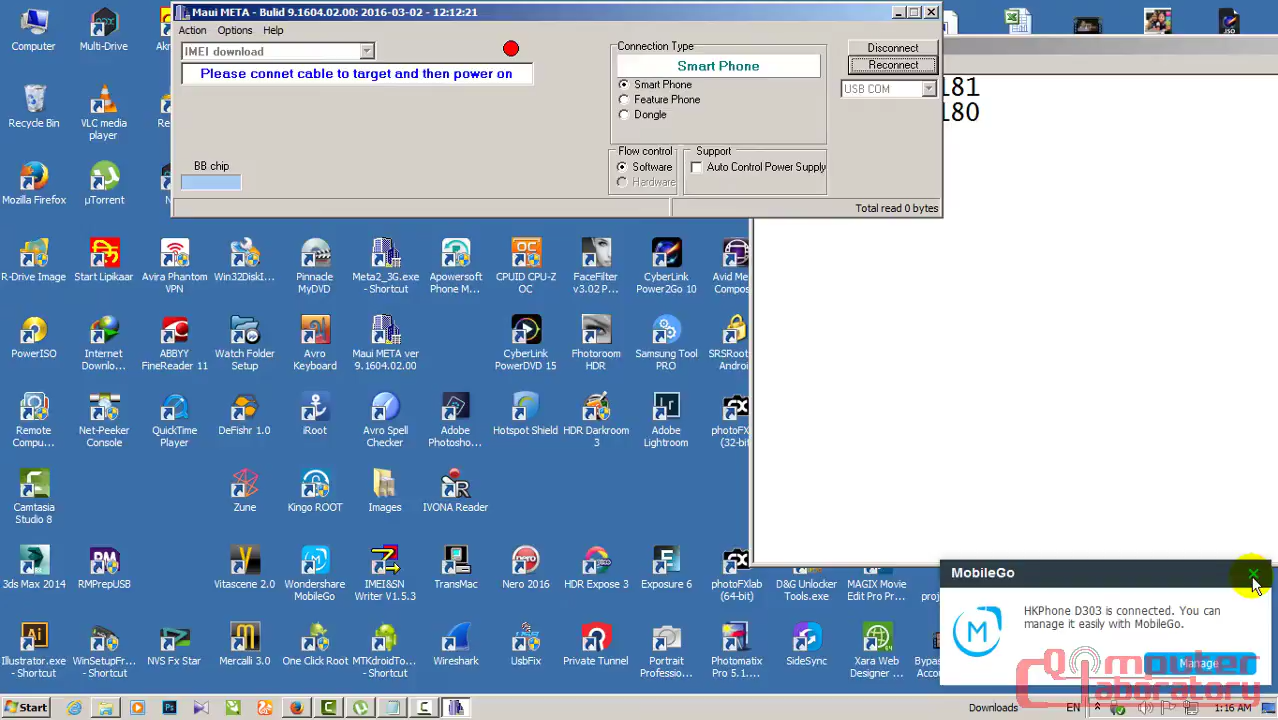 Maui META - Bulid 9.1604.02.00: 2016-03-02 - 12:12:21
Action Options Help
IMEI download
Please connet cable to target and then power on
BB chip
Connection Type
Smart Phone
Smart Phone
Feature Phone
Dongle
Flow control
Software
Hardware
Support
Auto Control Power Supply
Disconnect
Reconnect
USB COM
Total read 0 bytes
181
180
Computer
Multi-Drive
Recycle Bin
VLC media player
Mozilla Firefox
µTorrent
R-Drive Image
Start Lipikaar
Avira Phantom VPN
Win32DiskI...
Pinnacle MyDVD
Meta2_3G.exe - Shortcut
Apowersoft Phone M...
CPUID CPU-Z OC
FaceFilter v3.02 P...
CyberLink Power2Go 10
Avid Me
Compos
PowerISO
Internet Downlo...
ABBYY FineReader 11
Watch Folder Setup
Avro Keyboard
Maui META ver 9.1604.02.00
CyberLink PowerDVD 15
Fhotoroom HDR
Samsung Tool PRO
SRSRoot
Androi
Remote Compu...
Net-Peeker Console
QuickTime Player
DeFishr 1.0
iRoot
Avro Spell Checker
Adobe Photosho...
Hotspot Shield
HDR Darkroom 3
Adobe Lightroom
photoFX
(32-bit
Camtasia Studio 8
Zune
Kingo ROOT
Images
IVONA Reader
3ds Max 2014
RMPrepUSB
Vitascene 2.0
Wondershare MobileGo
IMEI&SN Writer V1.5.3
TransMac
Nero 2016
HDR Expose 3
Exposure 6
photoFXlab (64-bit)
D&G Unlocker Tools.exe
MAGIX Movie Edit Pro Pr...
Illustrator.exe - Shortcut
WinSetupFr... - Shortcut
NVS Fx Star
Mercalli 3.0
One Click Root
MTKdroidTo... - Shortcut
Wireshark
UsbFix
Private Tunnel
Portrait Professio...
Photomatix Pro 5.1....
SideSync
Xara Web Designer ...
Bypas
Accou
MobileGo
HKPhone D303 is connected. You can
manage it easily with MobileGo.
Manage
Computer
Laboratory
Start
Downloads
EN
1:16 AM